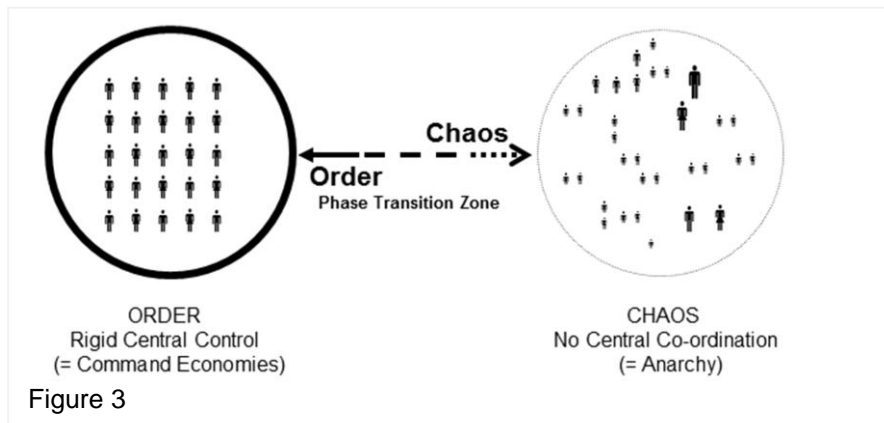 Chaos
Order
Phase Transition Zone
ORDER
Rigid Central Control
(= Command Economies)
CHAOS
No Central Co-ordination
(= Anarchy)
Figure 3